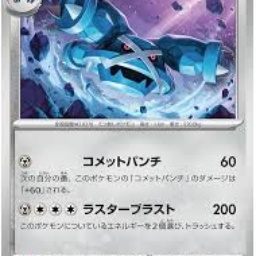 コメットパンチ 60
次の自分の番、このポケモンの「コメットパンチ」のダメージは
「+60」される。
ラスターブラスト 200
このポケモンについているエネルギーを2個選び、トラッシュする。